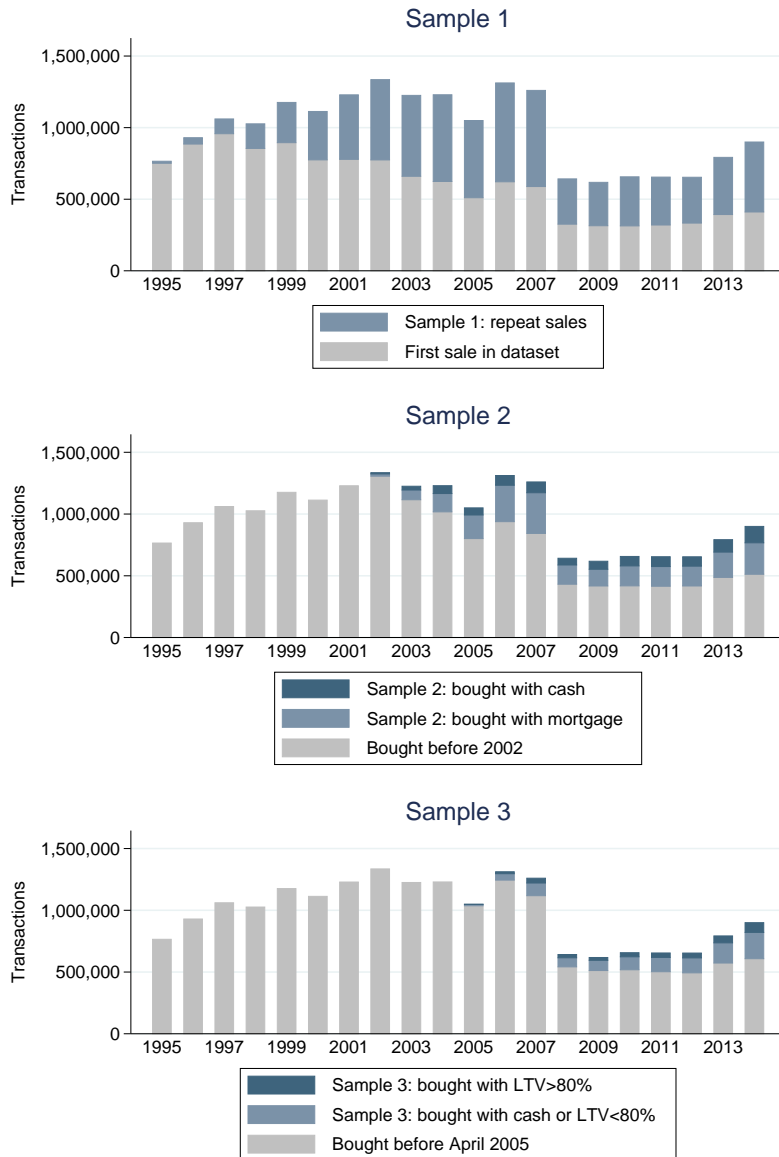 Sample 1
Transactions
1,500,000
1,000,000
500,000
0
1995 1997 1999 2001 2003 2005 2007 2009 2011 2013
Sample 1: repeat sales
First sale in dataset
Sample 2
Transactions
1,500,000
1,000,000
500,000
0
1995 1997 1999 2001 2003 2005 2007 2009 2011 2013
Sample 2: bought with cash
Sample 2: bought with mortgage
Bought before 2002
Sample 3
Transactions
1,500,000
1,000,000
500,000
0
1995 1997 1999 2001 2003 2005 2007 2009 2011 2013
Sample 3: bought with LTV>80%
Sample 3: bought with cash or LTV<80%
Bought before April 2005